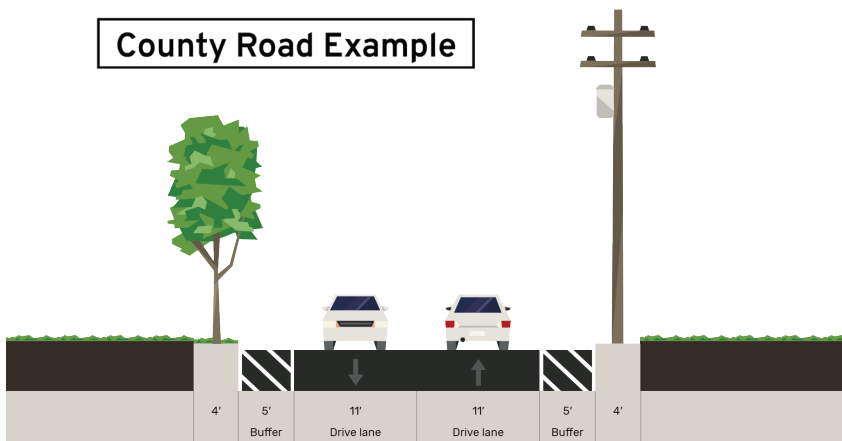 County Road Example
4' 5' 11' 11' 5' 4'
Buffer Drive lane Drive lane Buffer